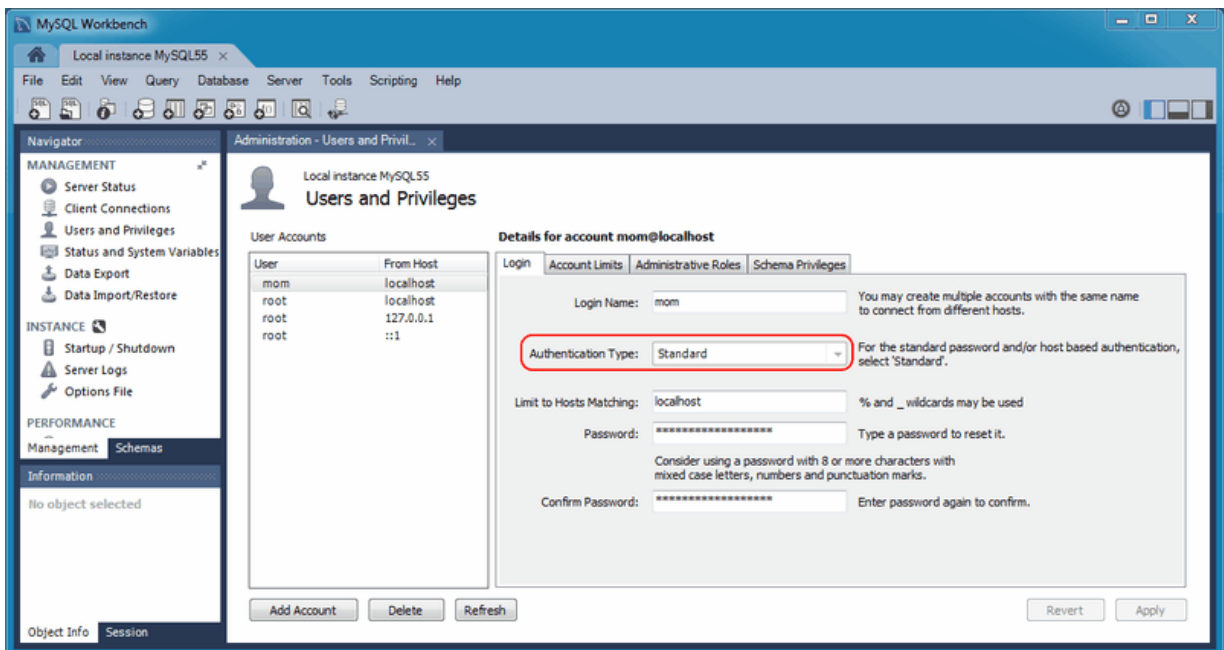 MySQL Workbench
Local instance MySQL55
File Edit View Query Database Server Tools Scripting Help
Navigator
MANAGEMENT
Server Status
Client Connections
Users and Privileges
Status and System Variables
Data Export
Data Import/Restore
INSTANCE
Startup / Shutdown
Server Logs
Options File
PERFORMANCE
Management Schemas
Information
No object selected
Object Info Session
Administration - Users and Privil...
Local instance MySQL55
Users and Privileges
User Accounts
User From Host
mom localhost
root localhost
root 127.0.0.1
root ::1
Add Account Delete Refresh
Details for account mom@localhost
Login Account Limits Administrative Roles Schema Privileges
Login Name: mom
You may create multiple accounts with the same name
to connect from different hosts.
Authentication Type: Standard
For the standard password and/or host based authentication,
select 'Standard'.
Limit to Hosts Matching: localhost % and _ wildcards may be used
Password: ****************** Type a password to reset it.
Consider using a password with 8 or more characters with
mixed case letters, numbers and punctuation marks.
Confirm Password: ****************** Enter password again to confirm.
Revert Apply